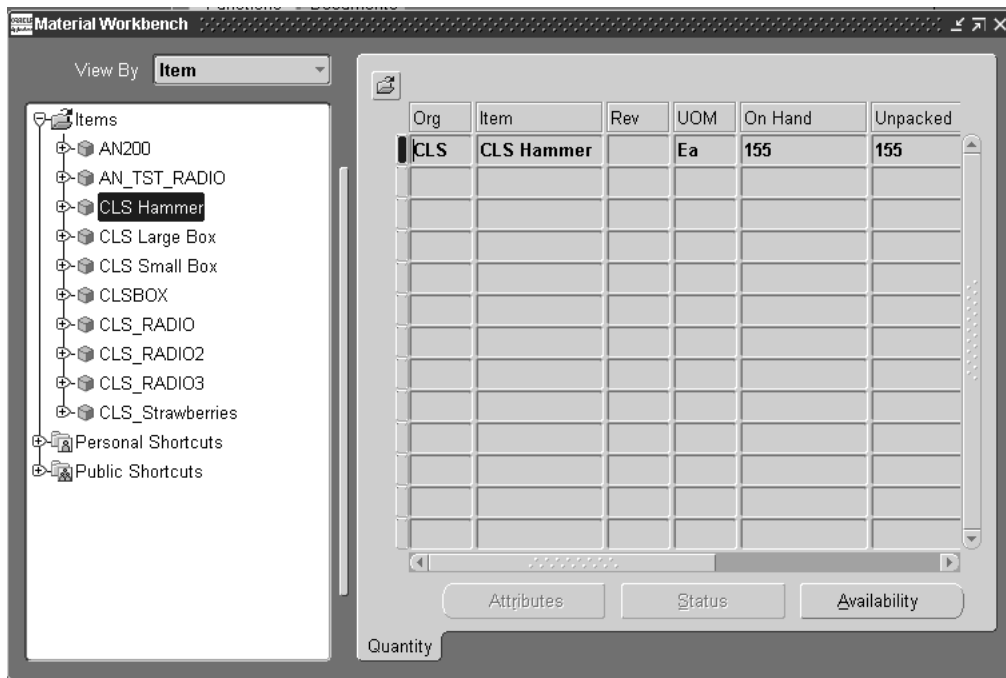 Material Workbench
View By Item
Items
AN200
AN_TST_RADIO
CLS Hammer
CLS Large Box
CLS Small Box
CLSBOX
CLS_RADIO
CLS_RADIO2
CLS_RADIO3
CLS_Strawberries
Personal Shortcuts
Public Shortcuts
Org Item Rev UOM On Hand Unpacked
CLS CLS Hammer Ea 155 155
Attributes Status Availability
Quantity